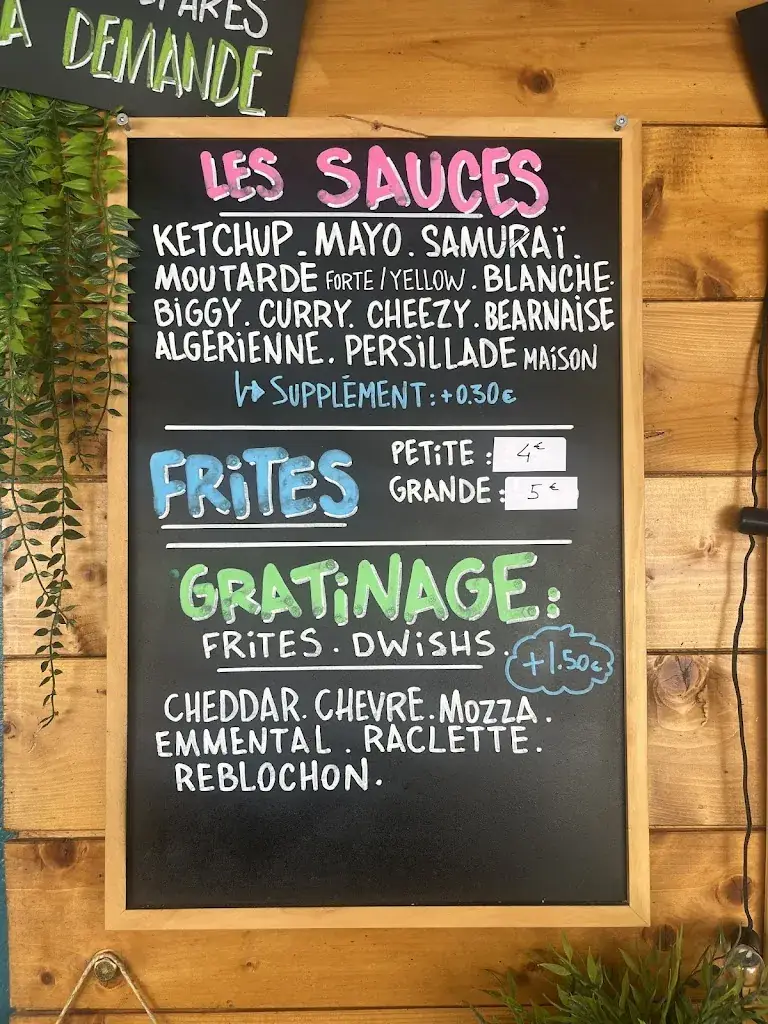 PARÉS
A DEMANDE
LES SAUCES
KETCHUP. MAYO. SAMURAÏ.
MOUTARDE FORTE/YELLOW. BLANCHE.
BIGGY. CURRY. CHEEZY. BEARNAISE
ALGERIENNE. PERSILLADE MAISON
SUPPLÉMENT: +0.30€
FRITES
PETITE: 4€
GRANDE: 5€
GRATINAGE:
FRITES. DWISHS.
+1.50€
CHEDDAR. CHEVRE. MOZZA.
EMMENTAL. RACLETTE.
REBLOCHON.